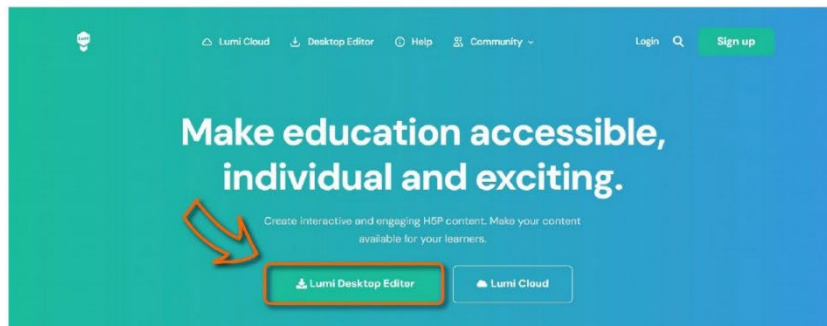 Lumi
Lumi Cloud Desktop Editor Help Community Login Sign up
Make education accessible,
individual and exciting.
Create interactive and engaging H5P content. Make your content
available for your learners.
Lumi Desktop Editor Lumi Cloud